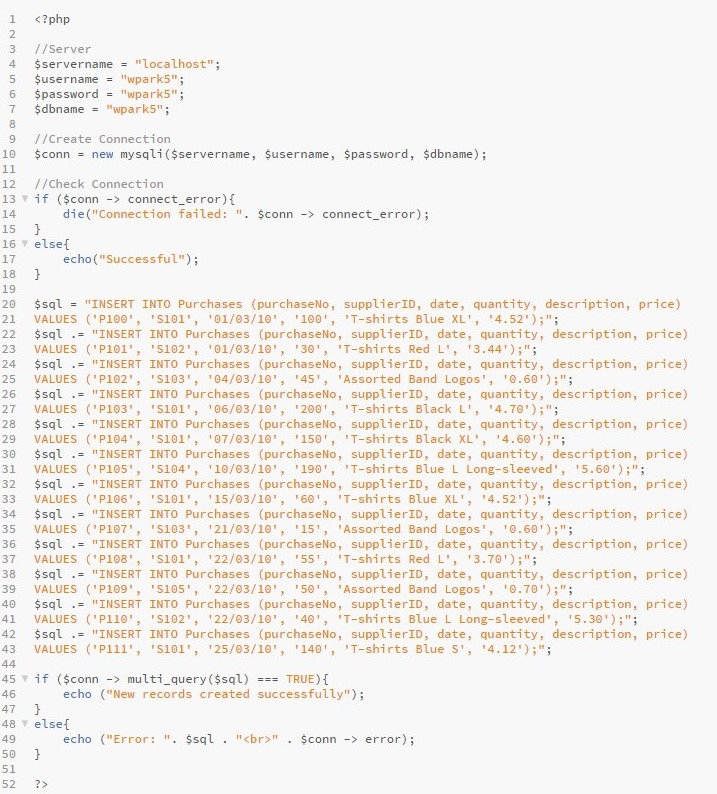 1 <?php
2
3 //Server
4 $servername = "localhost";
5 $username = "wpark5";
6 $password = "wpark5";
7 $dbname = "wpark5";
8
9 //Create Connection
10 $conn = new mysqli($servername, $username, $password, $dbname);
11
12 //Check Connection
13 if ($conn -> connect_error){
14     die("Connection failed: ". $conn -> connect_error);
15 }
16 else{
17     echo("Successful");
18 }
19
20 $sql = "INSERT INTO Purchases (purchaseNo, supplierID, date, quantity, description, price)
21 VALUES ('P100', 'S101', '01/03/10', '100', 'T-shirts Blue XL', '4.52');";
22 $sql .= "INSERT INTO Purchases (purchaseNo, supplierID, date, quantity, description, price)
23 VALUES ('P101', 'S102', '01/03/10', '30', 'T-shirts Red L', '3.44');";
24 $sql .= "INSERT INTO Purchases (purchaseNo, supplierID, date, quantity, description, price)
25 VALUES ('P102', 'S103', '04/03/10', '45', 'Assorted Band Logos', '0.60');";
26 $sql .= "INSERT INTO Purchases (purchaseNo, supplierID, date, quantity, description, price)
27 VALUES ('P103', 'S101', '06/03/10', '200', 'T-shirts Black L', '4.70');";
28 $sql .= "INSERT INTO Purchases (purchaseNo, supplierID, date, quantity, description, price)
29 VALUES ('P104', 'S101', '07/03/10', '150', 'T-shirts Black XL', '4.60');";
30 $sql .= "INSERT INTO Purchases (purchaseNo, supplierID, date, quantity, description, price)
31 VALUES ('P105', 'S104', '10/03/10', '190', 'T-shirts Blue L Long-sleeved', '5.60');";
32 $sql .= "INSERT INTO Purchases (purchaseNo, supplierID, date, quantity, description, price)
33 VALUES ('P106', 'S101', '15/03/10', '60', 'T-shirts Blue XL', '4.52');";
34 $sql .= "INSERT INTO Purchases (purchaseNo, supplierID, date, quantity, description, price)
35 VALUES ('P107', 'S103', '21/03/10', '15', 'Assorted Band Logos', '0.60');";
36 $sql .= "INSERT INTO Purchases (purchaseNo, supplierID, date, quantity, description, price)
37 VALUES ('P108', 'S101', '22/03/10', '55', 'T-shirts Red L', '3.70');";
38 $sql .= "INSERT INTO Purchases (purchaseNo, supplierID, date, quantity, description, price)
39 VALUES ('P109', 'S105', '22/03/10', '50', 'Assorted Band Logos', '0.70');";
40 $sql .= "INSERT INTO Purchases (purchaseNo, supplierID, date, quantity, description, price)
41 VALUES ('P110', 'S102', '22/03/10', '40', 'T-shirts Blue L Long-sleeved', '5.30');";
42 $sql .= "INSERT INTO Purchases (purchaseNo, supplierID, date, quantity, description, price)
43 VALUES ('P111', 'S101', '25/03/10', '140', 'T-shirts Blue S', '4.12');";
44
45 if ($conn -> multi_query($sql) === TRUE){
46     echo ("New records created successfully");
47 }
48 else{
49     echo ("Error: ". $sql . "<br>" . $conn -> error);
50 }
51
52 ?>